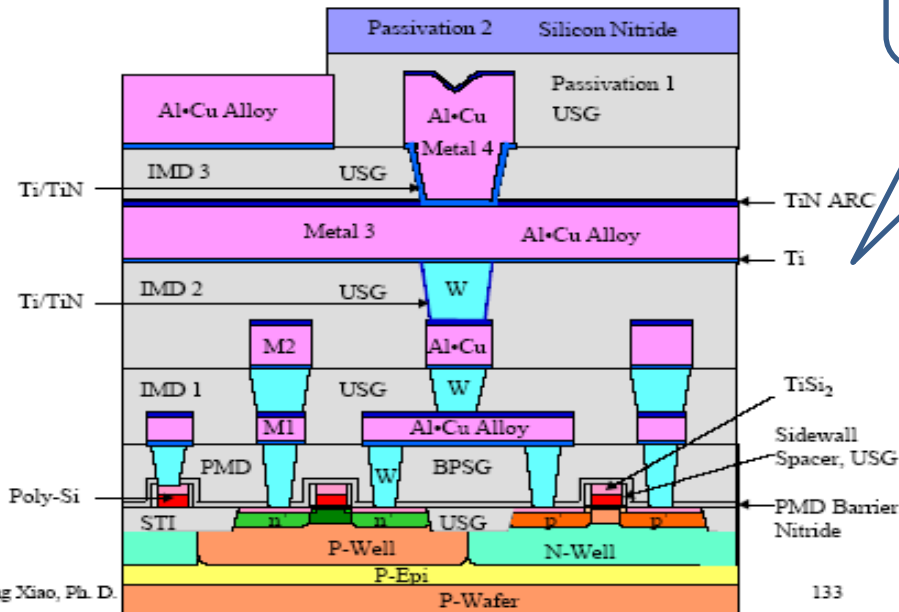 Passivation 2 Silicon Nitride
Passivation 1
USG
Al•Cu Alloy
Al•Cu
Metal 4
IMD 3 USG
Ti/TiN
TiN ARC
Metal 3 Al•Cu Alloy
Ti
IMD 2 USG W
Ti/TiN
M2 Al•Cu
IMD 1 USG W
TiSi2
M1 Al•Cu Alloy
Sidewall
Spacer, USG
PMD W BPSG
Poly-Si
PMD Barrier
Nitride
STI n+ n+ USG p+ p+
P-Well N-Well
P-Epi
P-Wafer
g Xiao, Ph. D.
133